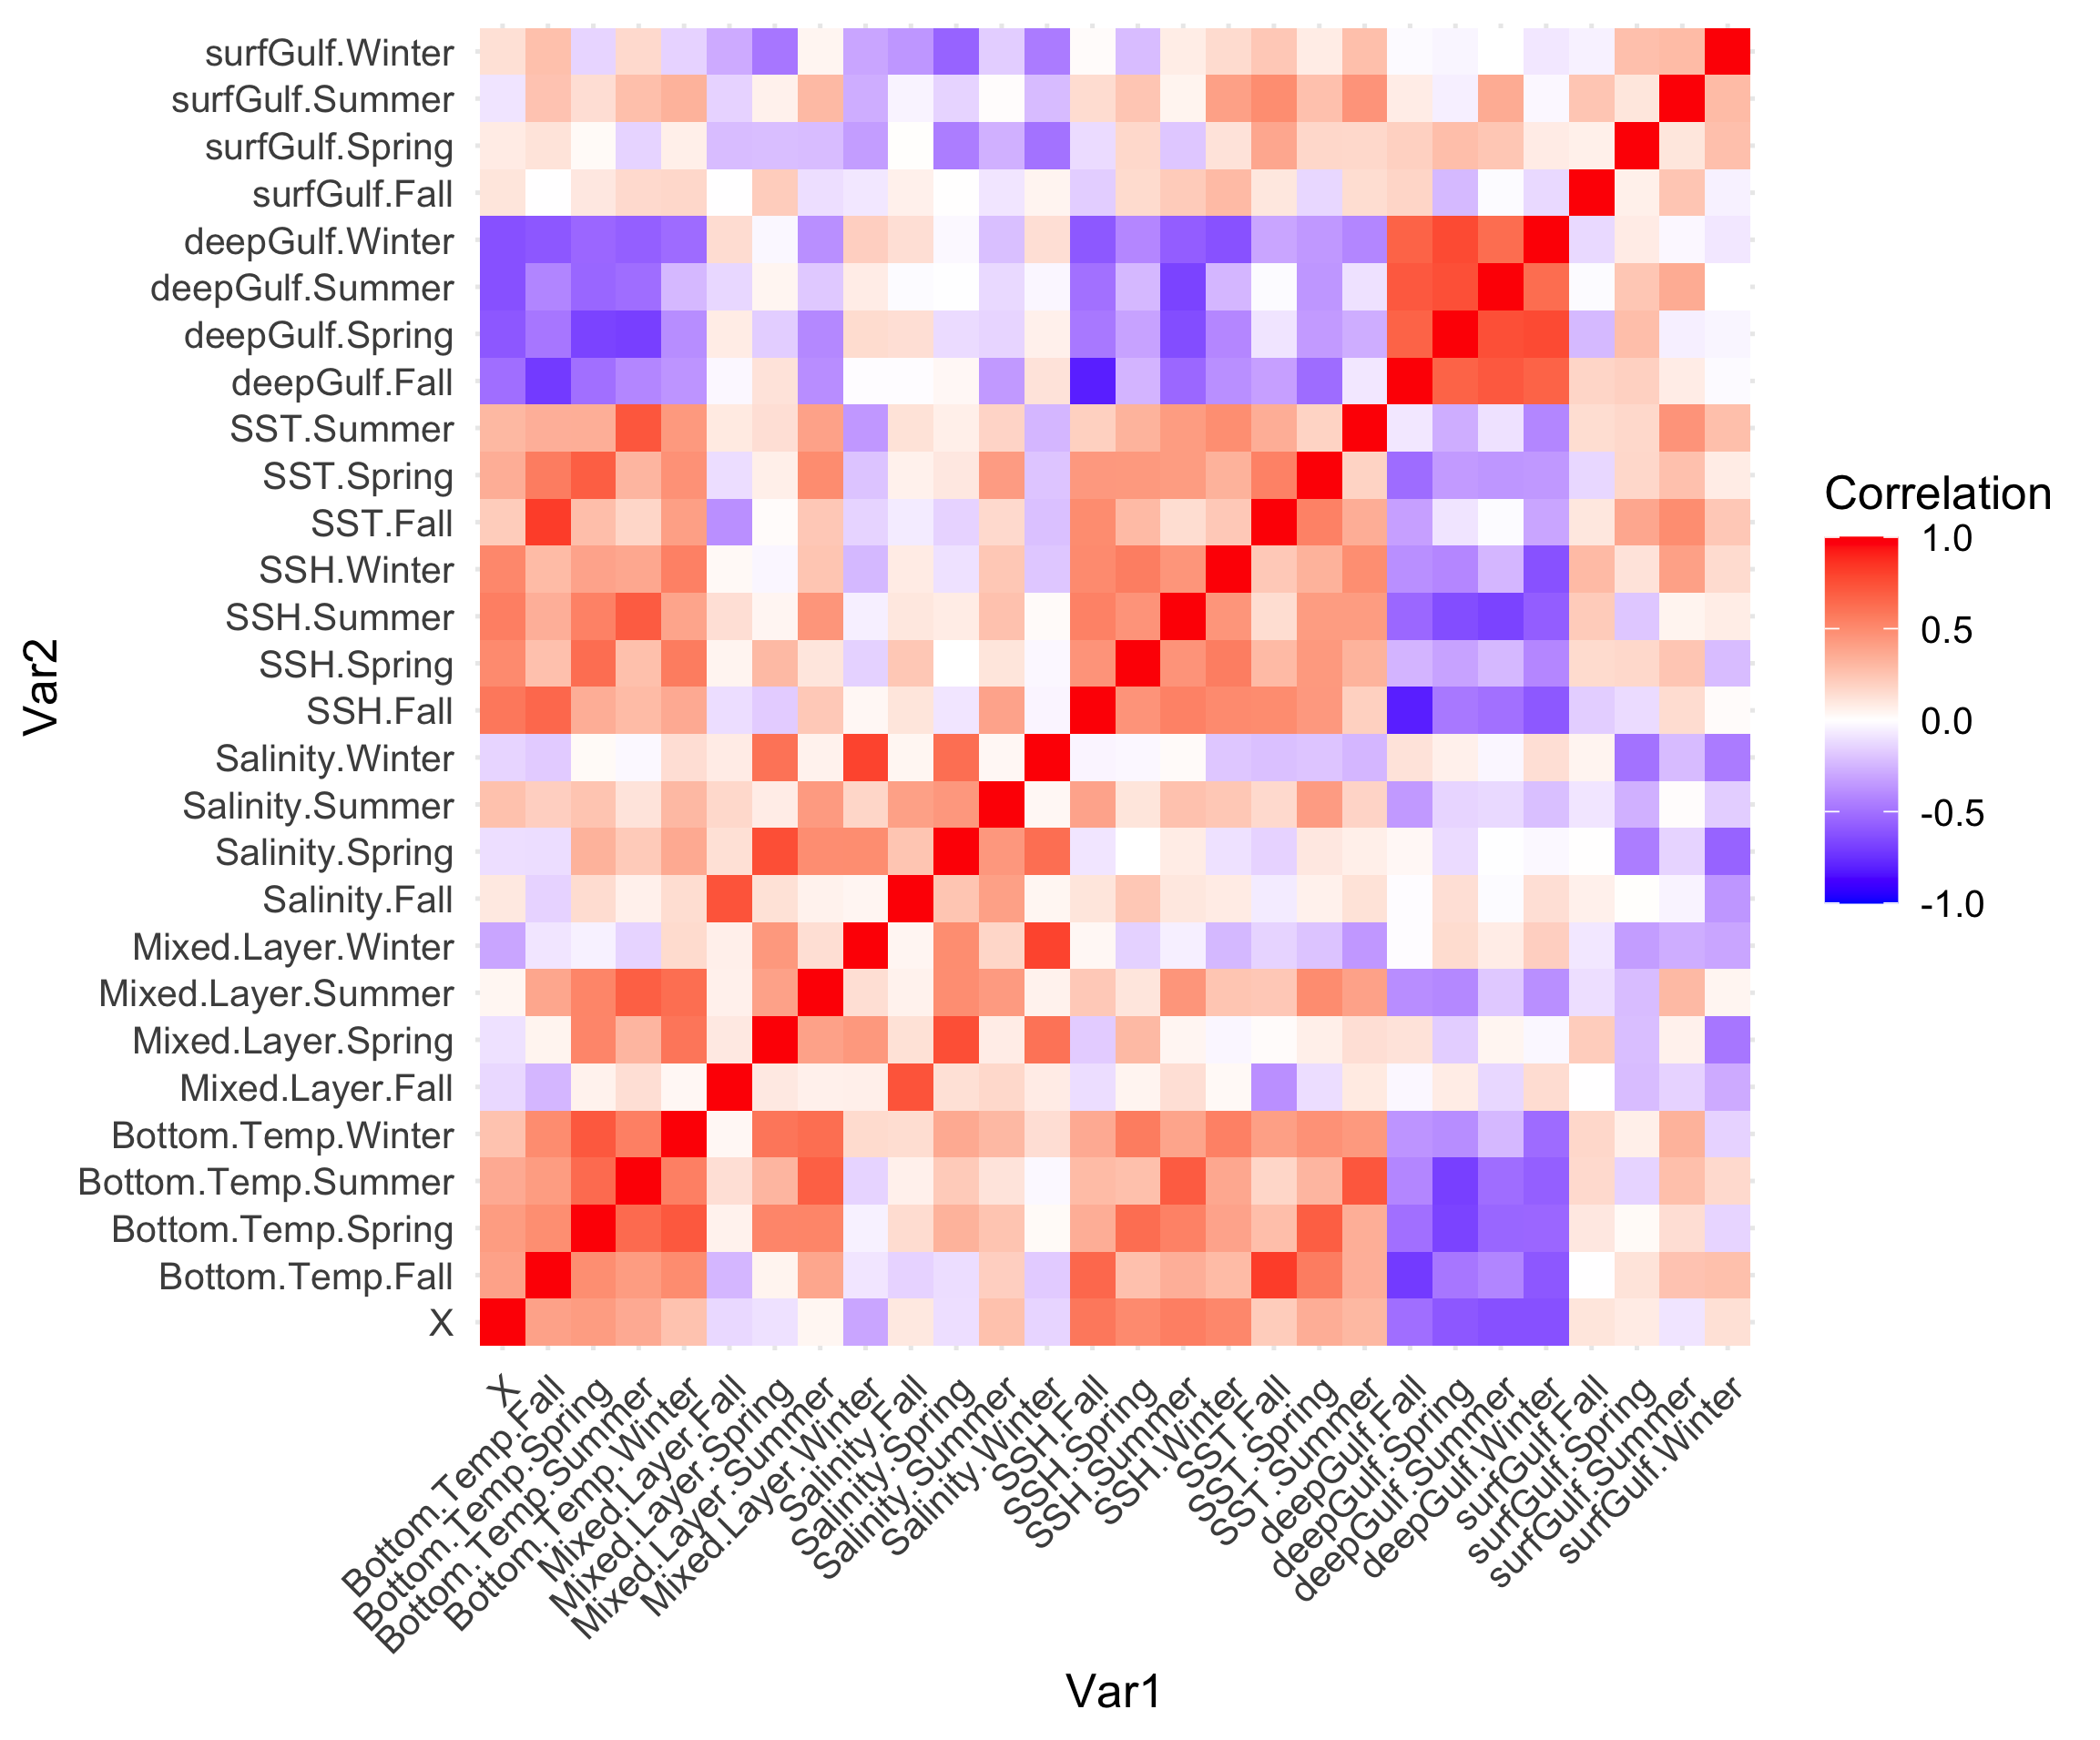 surfGulf.Winter
surfGulf.Summer
surfGulf.Spring
surfGulf.Fall
deepGulf.Winter
deepGulf.Summer
deepGulf.Spring
deepGulf.Fall
SST.Summer
SST.Spring
SST.Fall
SSH.Winter
SSH.Summer
SSH.Spring
SSH.Fall
Salinity.Winter
Salinity.Summer
Salinity.Spring
Salinity.Fall
Mixed.Layer.Winter
Mixed.Layer.Summer
Mixed.Layer.Spring
Mixed.Layer.Fall
Bottom.Temp.Winter
Bottom.Temp.Summer
Bottom.Temp.Spring
Bottom.Temp.Fall
X
Var2
X
Bottom.Temp.Fall
Bottom.Temp.Spring
Bottom.Temp.Summer
Bottom.Temp.Winter
Mixed.Layer.Fall
Mixed.Layer.Spring
Mixed.Layer.Summer
Mixed.Layer.Winter
Salinity.Fall
Salinity.Spring
Salinity.Summer
Salinity.Winter
SSH.Fall
SSH.Spring
SSH.Summer
SSH.Winter
SST.Fall
SST.Spring
SST.Summer
deepGulf.Fall
deepGulf.Spring
deepGulf.Summer
deepGulf.Winter
surfGulf.Fall
surfGulf.Spring
surfGulf.Summer
surfGulf.Winter
Var1
Correlation
1.0
0.5
0.0
-0.5
-1.0